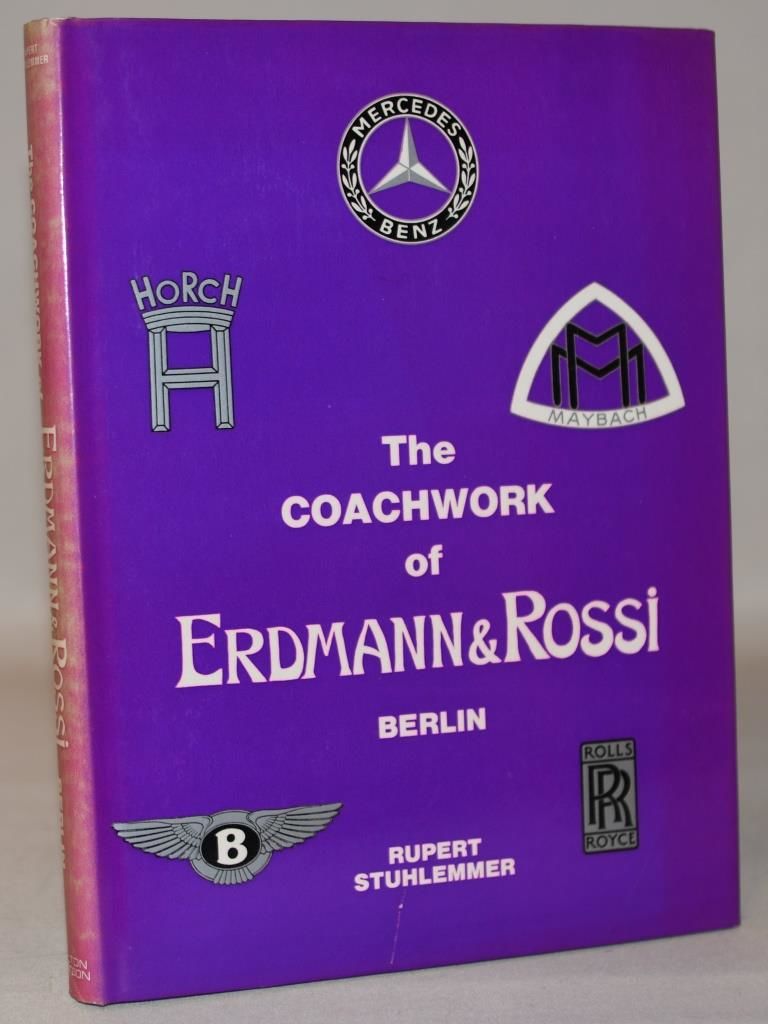 MERCEDES
BENZ
HORCH
MAYBACH
The
COACHWORK
of
ERDMANN & ROSSi
BERLIN
B
ROLLS
RR
ROYCE
RUPERT
STUHLEMMER
The COACHWORK of
ERDMANN & ROSSi
BERLIN